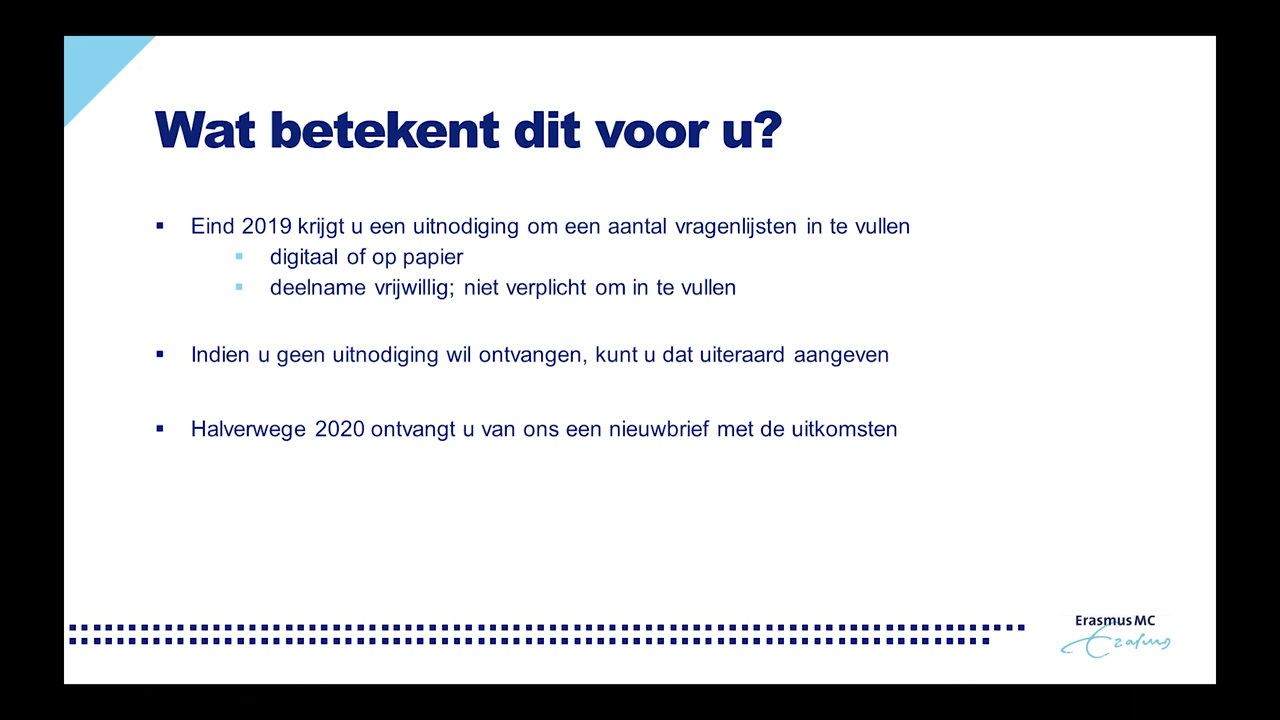 Wat betekent dit voor u?
▪ Eind 2019 krijgt u een uitnodiging om een aantal vragenlijsten in te vullen
▪ digitaal of op papier
▪ deelname vrijwillig; niet verplicht om in te vullen
▪ Indien u geen uitnodiging wil ontvangen, kunt u dat uiteraard aangeven
▪ Halverwege 2020 ontvangt u van ons een nieuwbrief met de uitkomsten
Erasmus MC
Erasmus